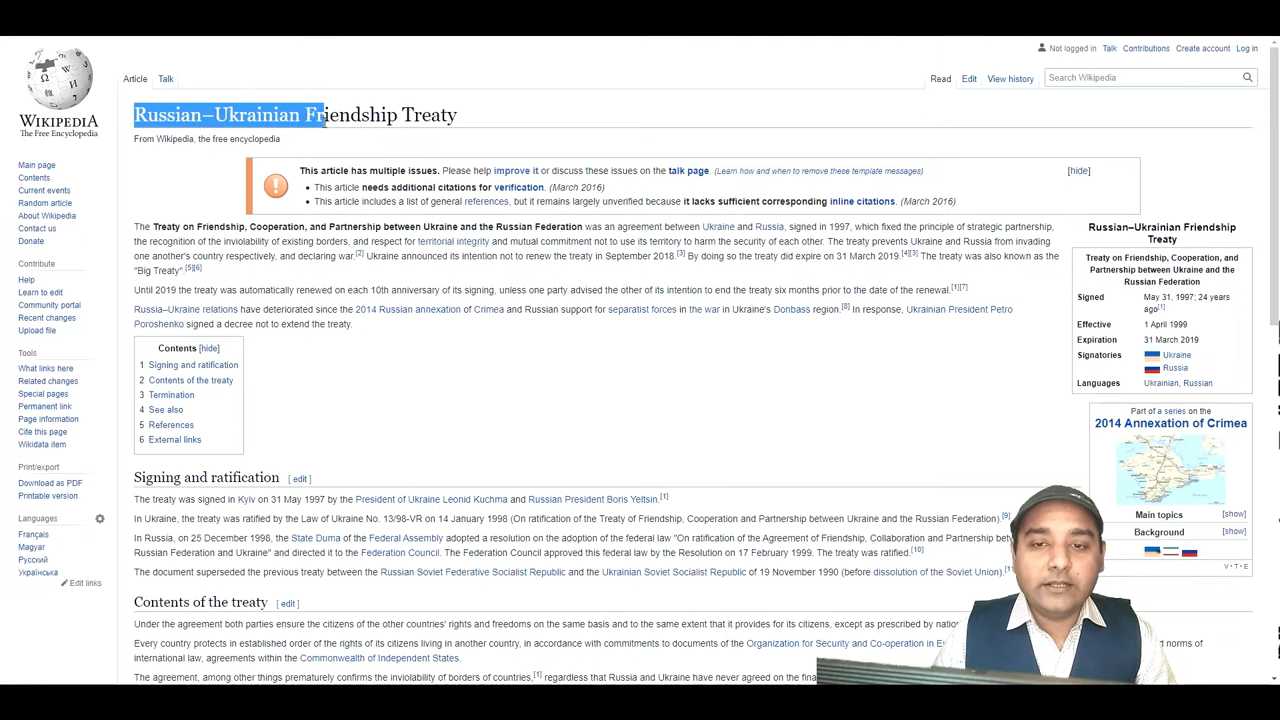 Not logged in Talk Contributions Create account Log in
Article Talk Read Edit View history Search Wikipedia
WIKIPEDIA
The Free Encyclopedia
Main page
Contents
Current events
Random article
About Wikipedia
Contact us
Donate
Contribute
Help
Learn to edit
Community portal
Recent changes
Upload file
Tools
What links here
Related changes
Special pages
Permanent link
Page information
Cite this page
Wikidata item
Print/export
Download as PDF
Printable version
Languages
Français
Magyar
Русский
Українська
Edit links
Russian–Ukrainian Friendship Treaty
From Wikipedia, the free encyclopedia
This article has multiple issues. Please help improve it or discuss these issues on the talk page. (Learn how and when to remove these template messages) [hide]
• This article needs additional citations for verification. (March 2016)
• This article includes a list of general references, but it remains largely unverified because it lacks sufficient corresponding inline citations. (March 2016)
The Treaty on Friendship, Cooperation, and Partnership between Ukraine and the Russian Federation was an agreement between Ukraine and Russia, signed in 1997, which fixed the principle of strategic partnership,
the recognition of the inviolability of existing borders, and respect for territorial integrity and mutual commitment not to use its territory to harm the security of each other. The treaty prevents Ukraine and Russia from invading
one another's country respectively, and declaring war.[2] Ukraine announced its intention not to renew the treaty in September 2018.[3] By doing so the treaty did expire on 31 March 2019.[4][3] The treaty was also known as the
"Big Treaty".[5][6]
Until 2019 the treaty was automatically renewed on each 10th anniversary of its signing, unless one party advised the other of its intention to end the treaty six months prior to the date of the renewal.[1][7]
Russia–Ukraine relations have deteriorated since the 2014 Russian annexation of Crimea and Russian support for separatist forces in the war in Ukraine's Donbass region.[8] In response, Ukrainian President Petro
Poroshenko signed a decree not to extend the treaty.
Contents [hide]
1 Signing and ratification
2 Contents of the treaty
3 Termination
4 See also
5 References
6 External links
Russian–Ukrainian Friendship
Treaty
Treaty on Friendship, Cooperation, and
Partnership between Ukraine and the
Russian Federation
Signed May 31, 1997; 24 years
ago[1]
Effective 1 April 1999
Expiration 31 March 2019
Signatories Ukraine
Russia
Languages Ukrainian, Russian
Part of a series on the
2014 Annexation of Crimea
Main topics [show]
Background [show]
V • T • E
Signing and ratification [ edit ]
The treaty was signed in Kyiv on 31 May 1997 by the President of Ukraine Leonid Kuchma and Russian President Boris Yeltsin.[1]
In Ukraine, the treaty was ratified by the Law of Ukraine No. 13/98-VR on 14 January 1998 (On ratification of the Treaty of Friendship, Cooperation and Partnership between Ukraine and the Russian Federation).[9]
In Russia, on 25 December 1998, the State Duma of the Federal Assembly adopted a resolution on the adoption of the federal law "On ratification of the Agreement of Friendship, Collaboration and Partnership
Russian Federation and Ukraine" and directed it to the Federation Council. The Federation Council approved this federal law by the Resolution on 17 February 1999. The treaty was ratified.[10]
The document superseded the previous treaty between the Russian Soviet Federative Socialist Republic and the Ukrainian Soviet Socialist Republic of 19 November 1990 (before dissolution of the Soviet Union).
Contents of the treaty [ edit ]
Under the agreement both parties ensure the citizens of the other countries' rights and freedoms on the same basis and to the same extent that it provides for its citizens, except as prescribed by
Every country protects in established order of the rights of its citizens living in another country, in accordance with commitments to documents of the Organization for Security and Co-operation in norms of
international law, agreements within the Commonwealth of Independent States.
The agreement, among other things prematurely confirms the inviolability of borders of countries,[1] regardless that Russia and Ukraine have never agreed on the